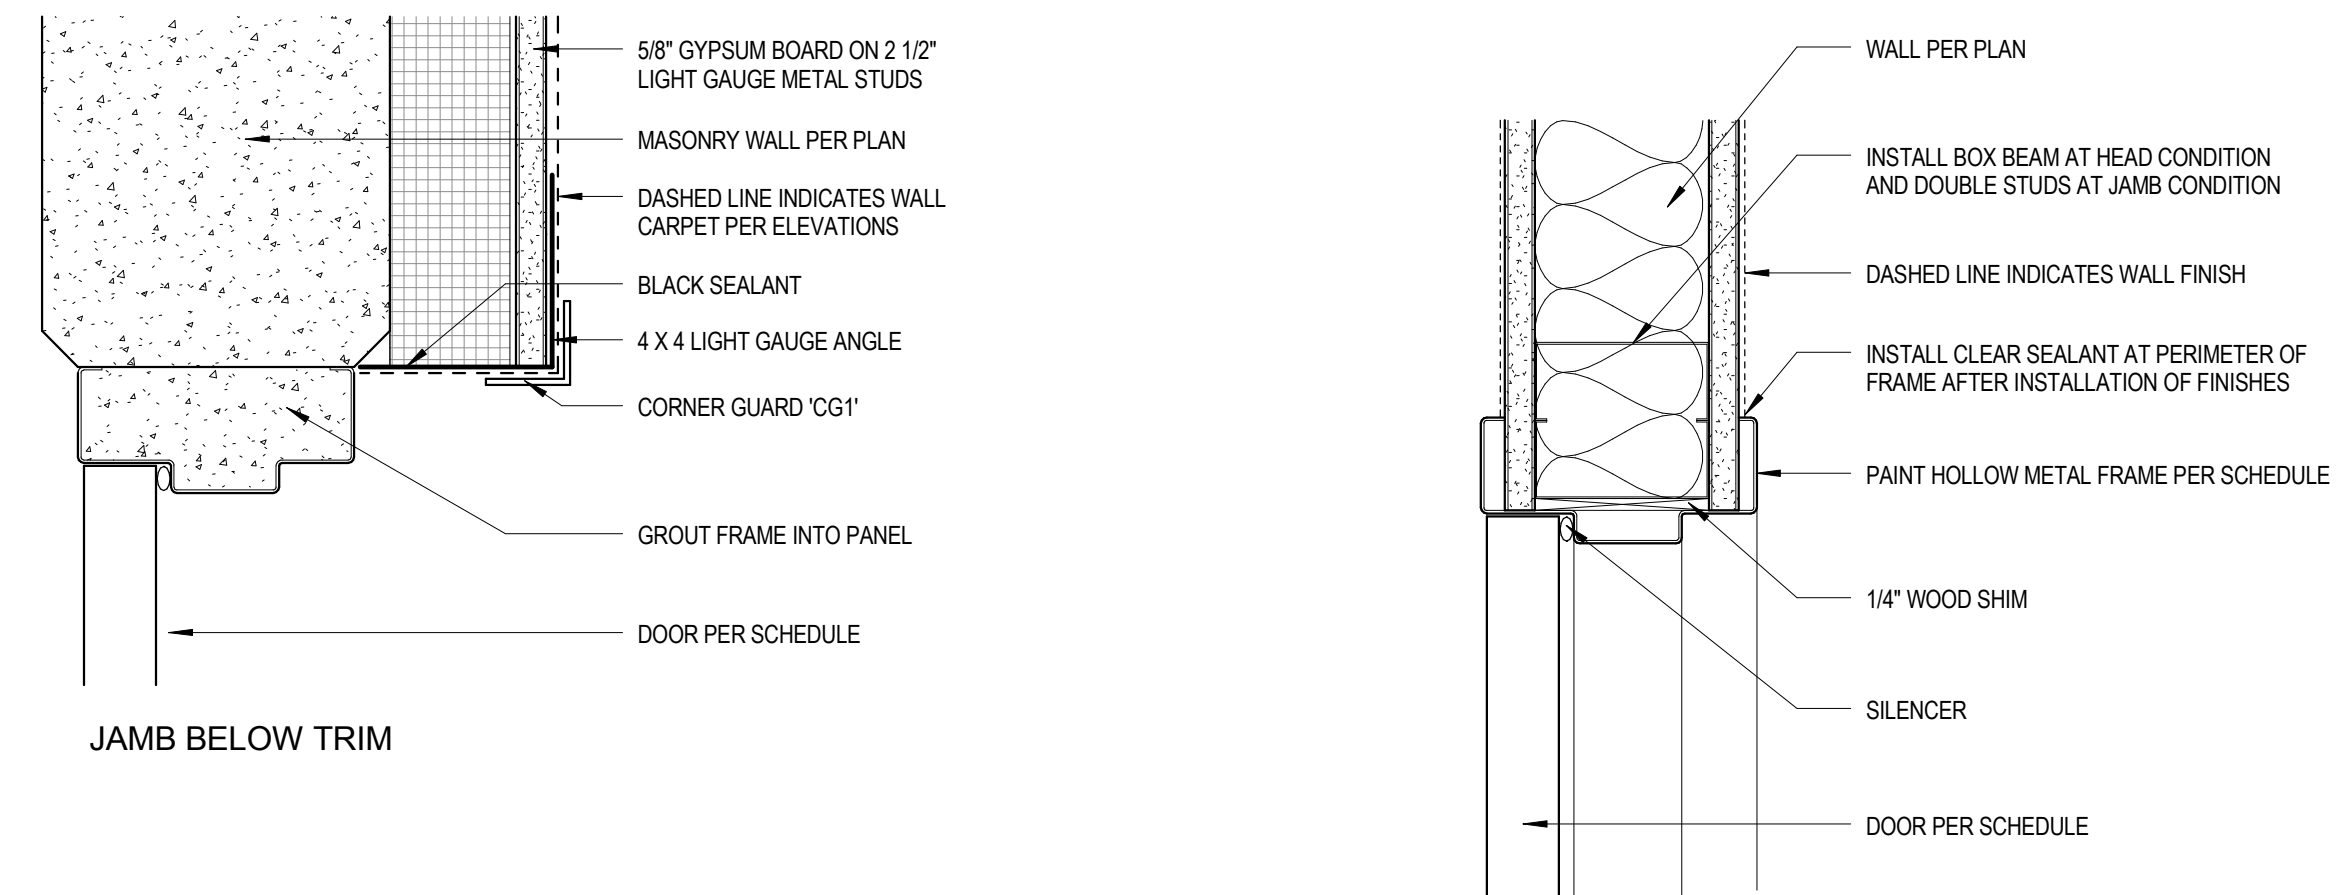 5/8" GYPSUM BOARD ON 2 1/2"
LIGHT GAUGE METAL STUDS
MASONRY WALL PER PLAN
DASHED LINE INDICATES WALL
CARPET PER ELEVATIONS
BLACK SEALANT
4 X 4 LIGHT GAUGE ANGLE
CORNER GUARD 'CG1'
GROUT FRAME INTO PANEL
DOOR PER SCHEDULE
JAMB BELOW TRIM
WALL PER PLAN
INSTALL BOX BEAM AT HEAD CONDITION
AND DOUBLE STUDS AT JAMB CONDITION
DASHED LINE INDICATES WALL FINISH
INSTALL CLEAR SEALANT AT PERIMETER OF
FRAME AFTER INSTALLATION OF FINISHES
PAINT HOLLOW METAL FRAME PER SCHEDULE
1/4" WOOD SHIM
SILENCER
DOOR PER SCHEDULE